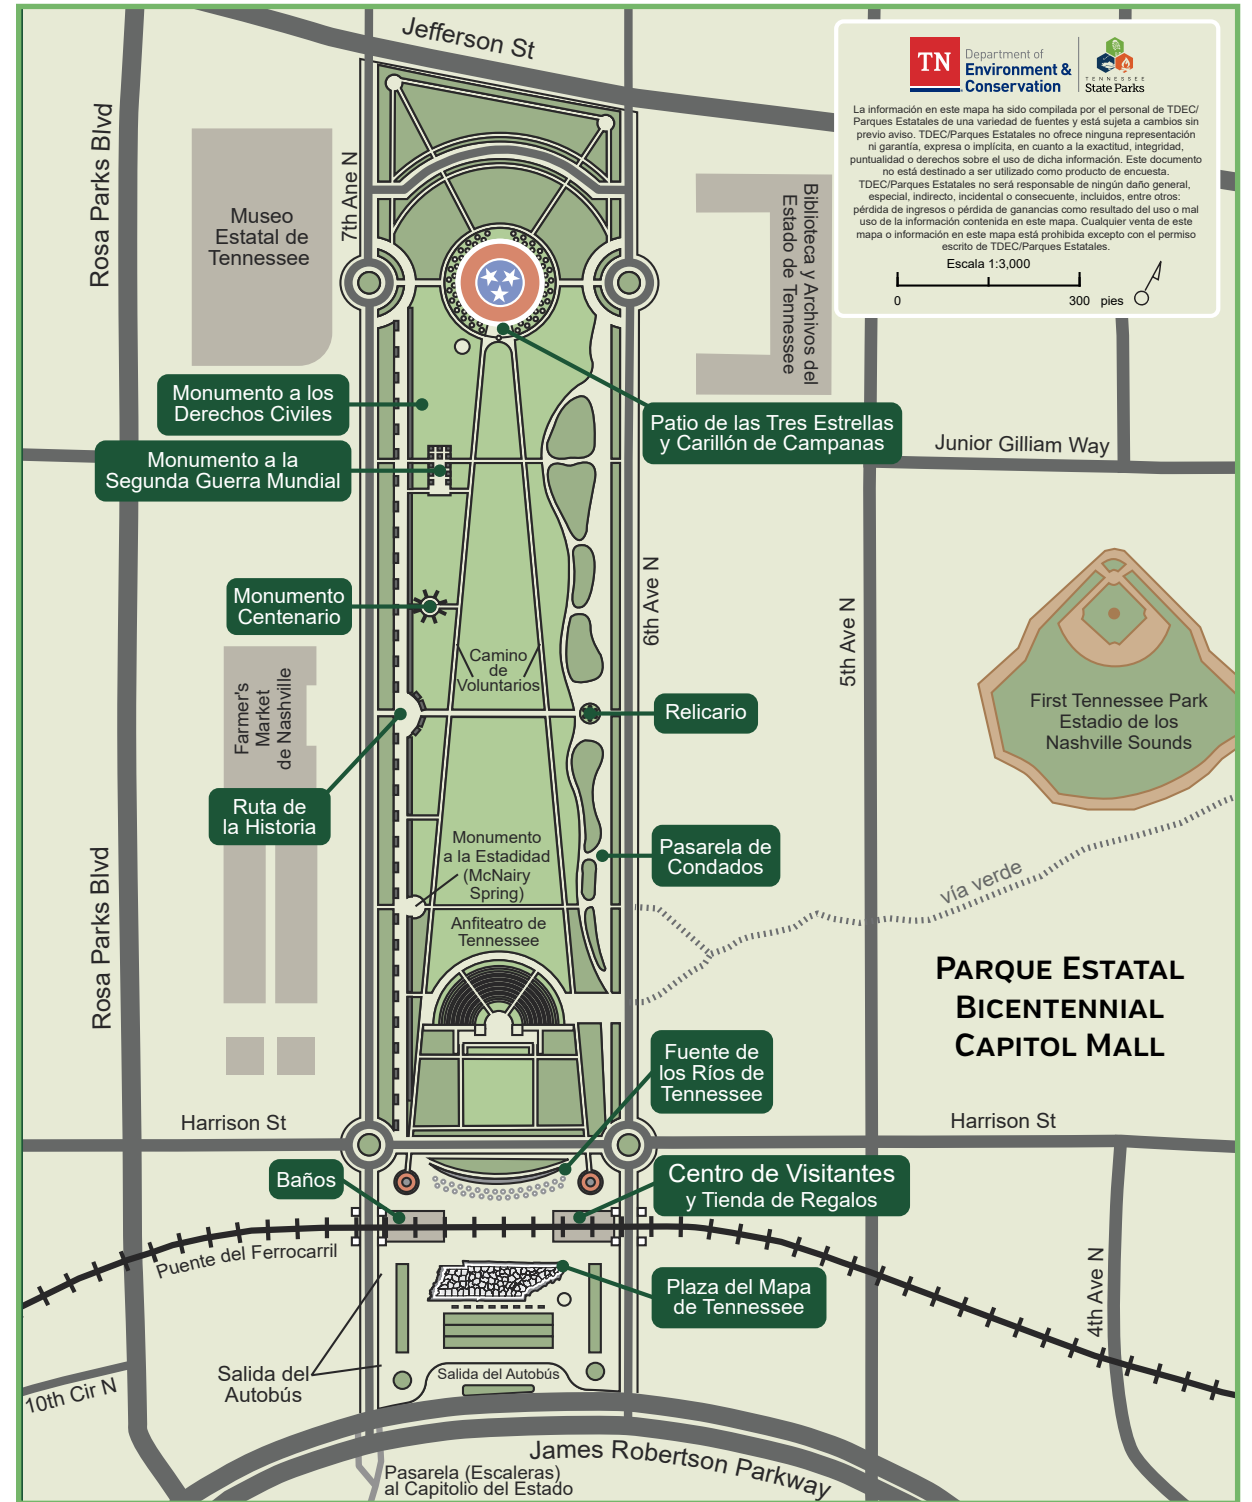 Jefferson St
TN
Department of
Environment &
Conservation
TENNESSEE
State Parks
La información en este mapa ha sido compilada por el personal de TDEC/
Parques Estatales de una variedad de fuentes y está sujeta a cambios sin
previo aviso. TDEC/Parques Estatales no ofrece ninguna representación
ni garantía, expresa o implícita, en cuanto a la exactitud, integridad,
puntualidad o derechos sobre el uso de dicha información. Este documento
no está destinado a ser utilizado como producto de encuesta.
TDEC/Parques Estatales no será responsable de ningún daño general,
especial, indirecto, incidental o consecuente, incluidos, entre otros:
pérdida de ingresos o pérdida de ganancias como resultado del uso o mal
uso de la información contenida en este mapa. Cualquier venta de este
mapa o información en este mapa está prohibida excepto con el permiso
escrito de TDEC/Parques Estatales.
Escala 1:3,000
0
300 pies
Rosa Parks Blvd
7th Ane N
Museo
Estatal de
Tennessee
Biblioteca y Archivos del
Estado de Tennessee
Monumento a los
Derechos Civiles
Patio de las Tres Estrellas
y Carillón de Campanas
Junior Gilliam Way
Monumento a la
Segunda Guerra Mundial
Monumento
Centenario
6th Ave N
5th Ave N
Camino
de
Voluntarios
Farmer's
Market
de Nashville
Relicario
First Tennessee Park
Estadio de los
Nashville Sounds
Ruta de
la Historia
Monumento
a la Estadidad
(McNairy
Spring)
Pasarela de
Condados
vía verde
Rosa Parks Blvd
Anfiteatro de
Tennessee
Parque Estatal
Bicentennial
Capitol Mall
Fuente de
los Ríos de
Tennessee
Harrison St
Harrison St
Baños
Centro de Visitantes
y Tienda de Regalos
Puente del Ferrocarril
Plaza del Mapa
de Tennessee
4th Ave N
Salida del
Autobús
Salida del Autobús
10th Cir N
James Robertson Parkway
Pasarela (Escaleras)
al Capitolio del Estado